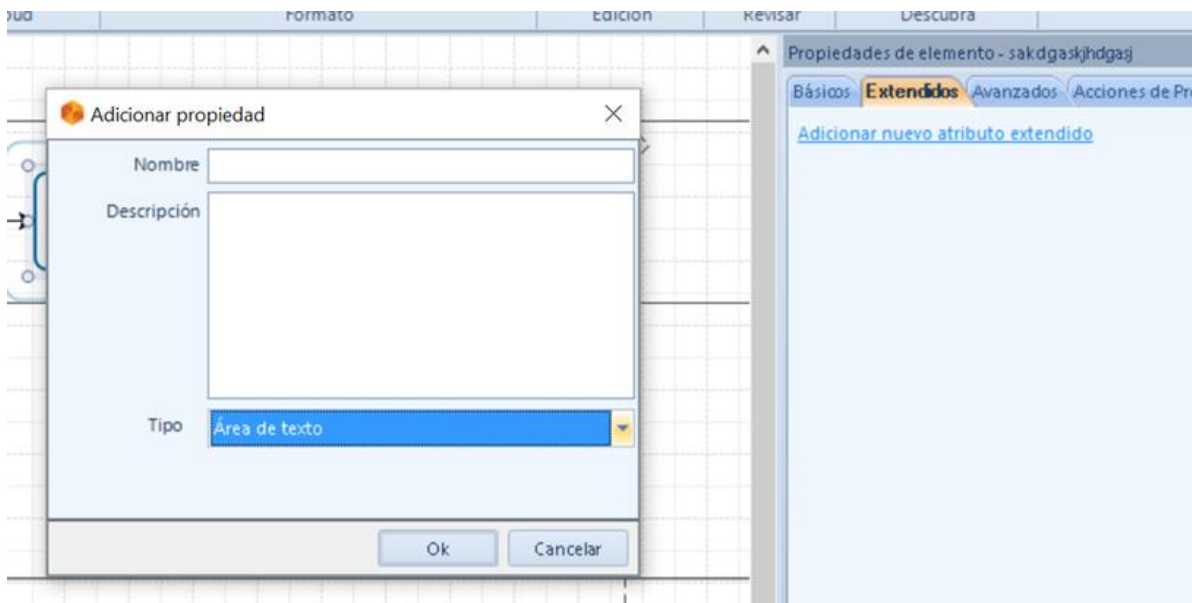 oud Formato Edición Revisar Descubra
Propiedades de elemento - sakdgaskjhdgasj
Básicos Extendidos Avanzados Acciones de Pr
Adicionar nuevo atributo extendido
Adicionar propiedad
Nombre
Descripción
Tipo Área de texto
Ok Cancelar